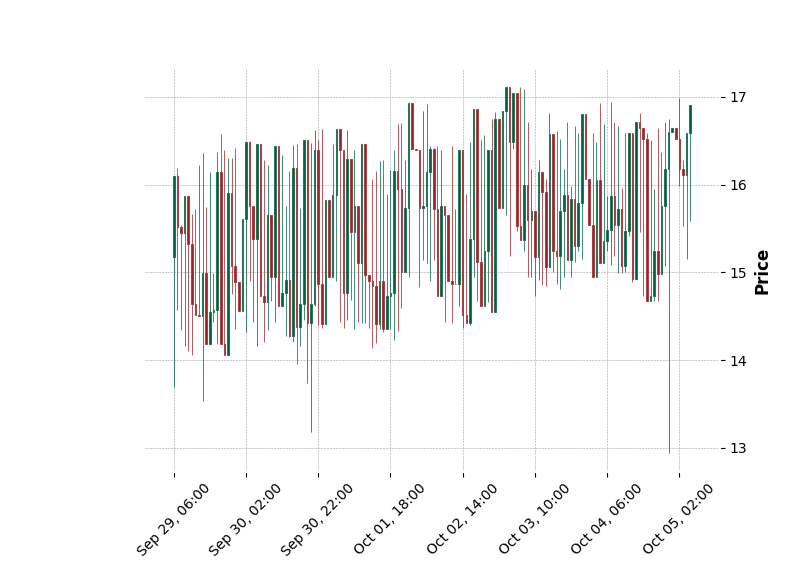 17
16
15
14
13
Price
Sep 29, 06:00
Sep 30, 02:00
Sep 30, 22:00
Oct 01, 18:00
Oct 02, 14:00
Oct 03, 10:00
Oct 04, 06:00
Oct 05, 02:00